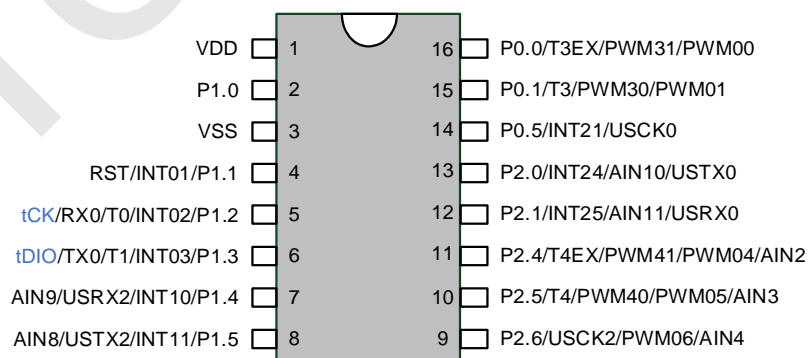 VDD 1 16 P0.0/T3EX/PWM31/PWM00
P1.0 2 15 P0.1/T3/PWM30/PWM01
VSS 3 14 P0.5/INT21/USCK0
RST/INT01/P1.1 4 13 P2.0/INT24/AIN10/USTX0
tCK/RX0/T0/INT02/P1.2 5 12 P2.1/INT25/AIN11/USRX0
tDIO/TX0/T1/INT03/P1.3 6 11 P2.4/T4EX/PWM41/PWM04/AIN2
AIN9/USRX2/INT10/P1.4 7 10 P2.5/T4/PWM40/PWM05/AIN3
AIN8/USTX2/INT11/P1.5 8 9 P2.6/USCK2/PWM06/AIN4